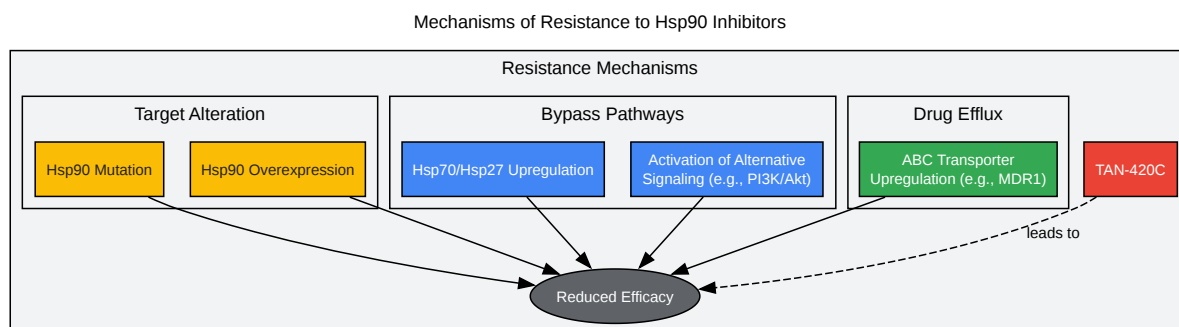 Mechanisms of Resistance to Hsp90 Inhibitors
Resistance Mechanisms
Target Alteration
Bypass Pathways
Drug Efflux
Hsp90 Mutation
Hsp90 Overexpression
Hsp70/Hsp27 Upregulation
Activation of Alternative
Signaling (e.g., PI3K/Akt)
ABC Transporter
Upregulation (e.g., MDR1)
TAN-420C
leads to
Reduced Efficacy